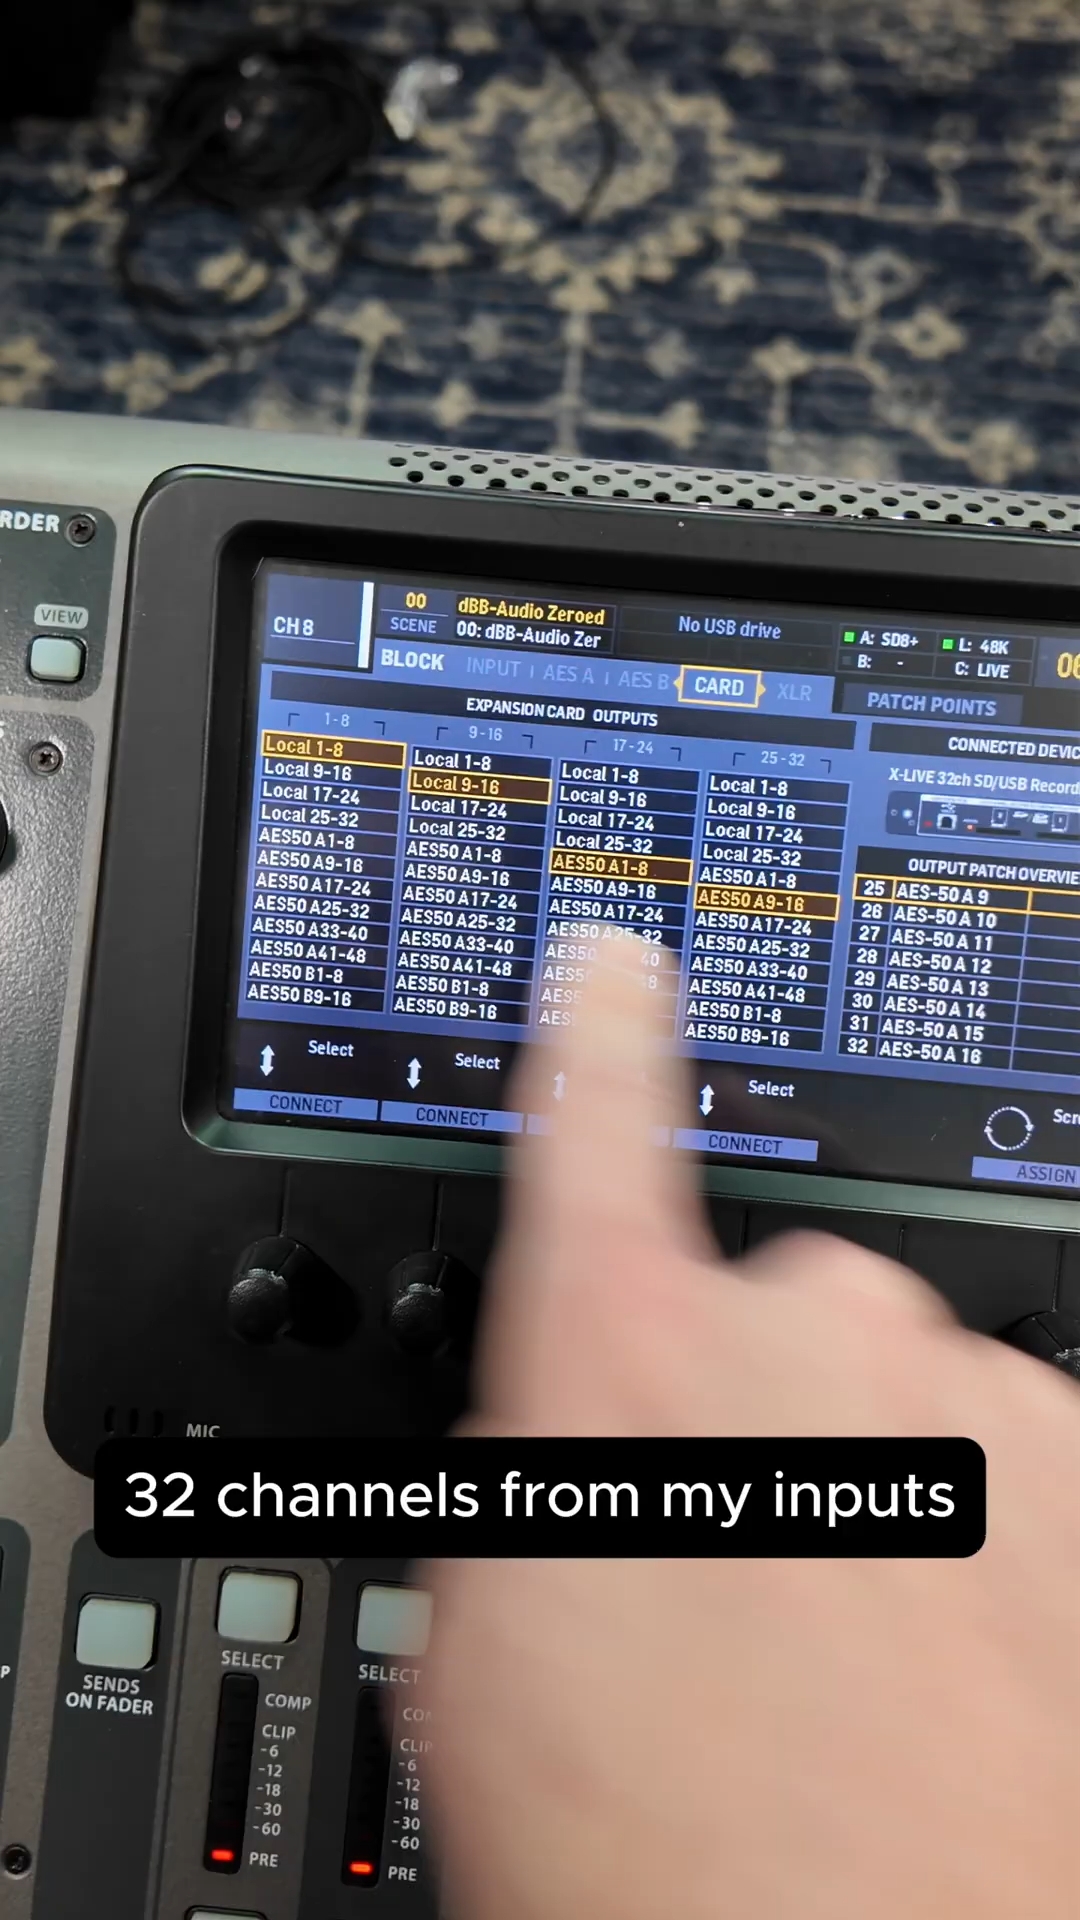 RDER
VIEW
CH 8
00
SCENE
dBB-Audio Zeroed
00: dBB-Audio Zer
No USB drive
A: SD8+
L: 48K
B: -
C: LIVE
BLOCK
INPUT
AES A
AES B
CARD
XLR
PATCH POINTS
EXPANSION CARD OUTPUTS
1-8
Local 1-8
Local 9-16
Local 17-24
Local 25-32
AES50 A1-8
AES50 A9-16
AES50 A17-24
AES50 A25-32
AES50 A33-40
AES50 A41-48
AES50 B1-8
AES50 B9-16
9-16
Local 1-8
Local 9-16
Local 17-24
Local 25-32
AES50 A1-8
AES50 A9-16
AES50 A17-24
AES50 A25-32
AES50 A33-40
AES50 A41-48
AES50 B1-8
AES50 B9-16
17-24
Local 1-8
Local 9-16
Local 17-24
Local 25-32
AES50 A1-8
AES50 A9-16
AES50 A17-24
AES50 A25-32
AES50 40
AES5 -8
AES5
AES
25-32
Local 1-8
Local 9-16
Local 17-24
Local 25-32
AES50 A1-8
AES50 A9-16
AES50 A17-24
AES50 A25-32
AES50 A33-40
AES50 A41-48
AES50 B1-8
AES50 B9-16
CONNECTED DEVIC
X-LIVE 32ch SD/USB Recordi
OUTPUT PATCH OVERVIE
25 AES-50 A 9
26 AES-50 A 10
27 AES-50 A 11
28 AES-50 A 12
29 AES-50 A 13
30 AES-50 A 14
31 AES-50 A 15
32 AES-50 A 16
Select
Select
Select
Scr
CONNECT
CONNECT
CONNECT
ASSIGN
MIC
32 channels from my inputs
SENDS
ON FADER
SELECT
COMP
CLIP
-6
-12
-18
-30
-60
PRE
SELECT
CO
CLIP
-6
-12
-18
-30
-60
PRE